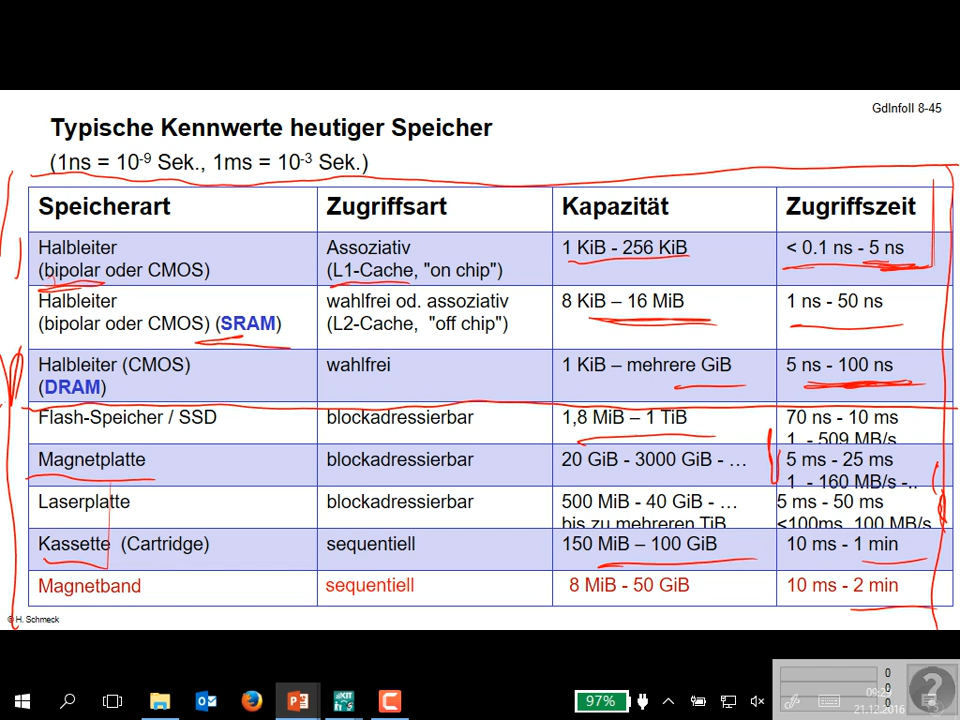 GdInfoII 8-45
Typische Kennwerte heutiger Speicher
(1ns = 10-9 Sek., 1ms = 10-3 Sek.)
Speicherart Zugriffsart Kapazität Zugriffszeit
Halbleiter Assoziativ 1 KiB - 256 KiB < 0.1 ns - 5 ns
(bipolar oder CMOS) (L1-Cache, "on chip")
Halbleiter wahlfrei od. assoziativ 8 KiB – 16 MiB 1 ns - 50 ns
(bipolar oder CMOS) (SRAM) (L2-Cache, "off chip")
Halbleiter (CMOS) wahlfrei 1 KiB – mehrere GiB 5 ns - 100 ns
(DRAM)
Flash-Speicher / SSD blockadressierbar 1,8 MiB – 1 TiB 70 ns - 10 ms
1 - 509 MB/s
Magnetplatte blockadressierbar 20 GiB - 3000 GiB - … 5 ms - 25 ms
1 - 160 MB/s -..
Laserplatte blockadressierbar 500 MiB - 40 GiB - … 5 ms - 50 ms
bis zu mehreren TiB <100ms, 100 MB/s
Kassette (Cartridge) sequentiell 150 MiB – 100 GiB 10 ms - 1 min
Magnetband sequentiell 8 MiB - 50 GiB 10 ms - 2 min
© H. Schmeck
97%
0
0
0
21.12.2016